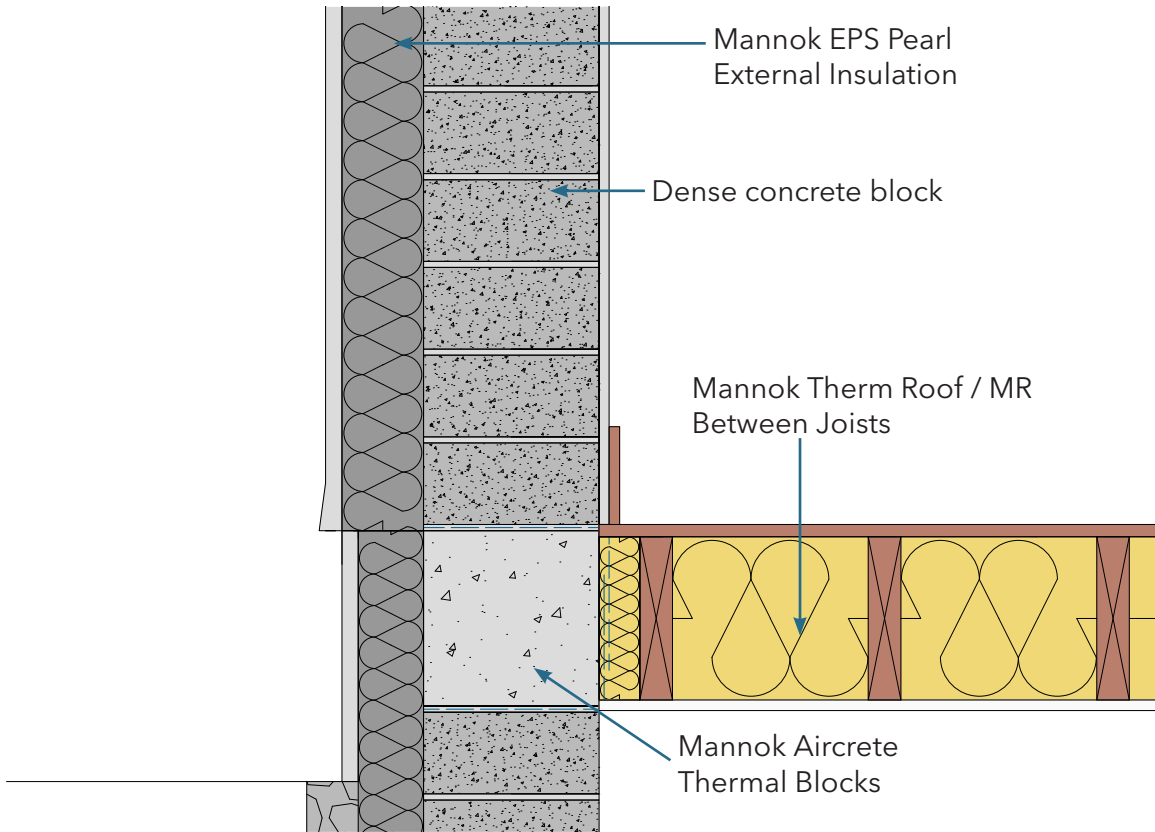 Mannok EPS Pearl
External Insulation
Dense concrete block
Mannok Therm Roof / MR
Between Joists
Mannok Aircrete
Thermal Blocks